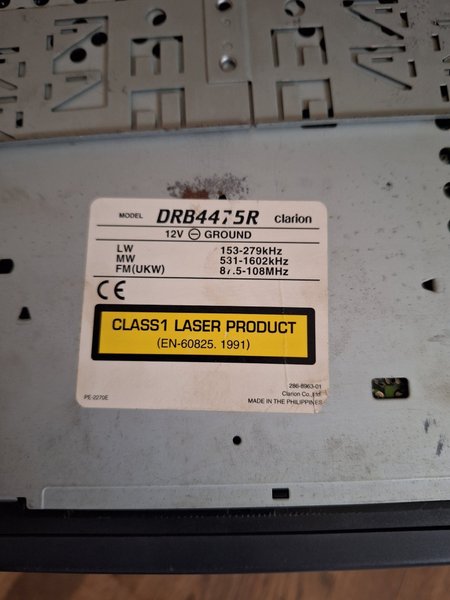 MODEL DRB4475R clarion
12V ⊖ GROUND
LW 153-279kHz
MW 531-1602kHz
FM(UKW) 87.5-108MHz
CE
CLASS1 LASER PRODUCT
(EN-60825. 1991)
286-8963-01
Clarion Co., Ltd.
PE-2270E MADE IN THE PHILIPPINES